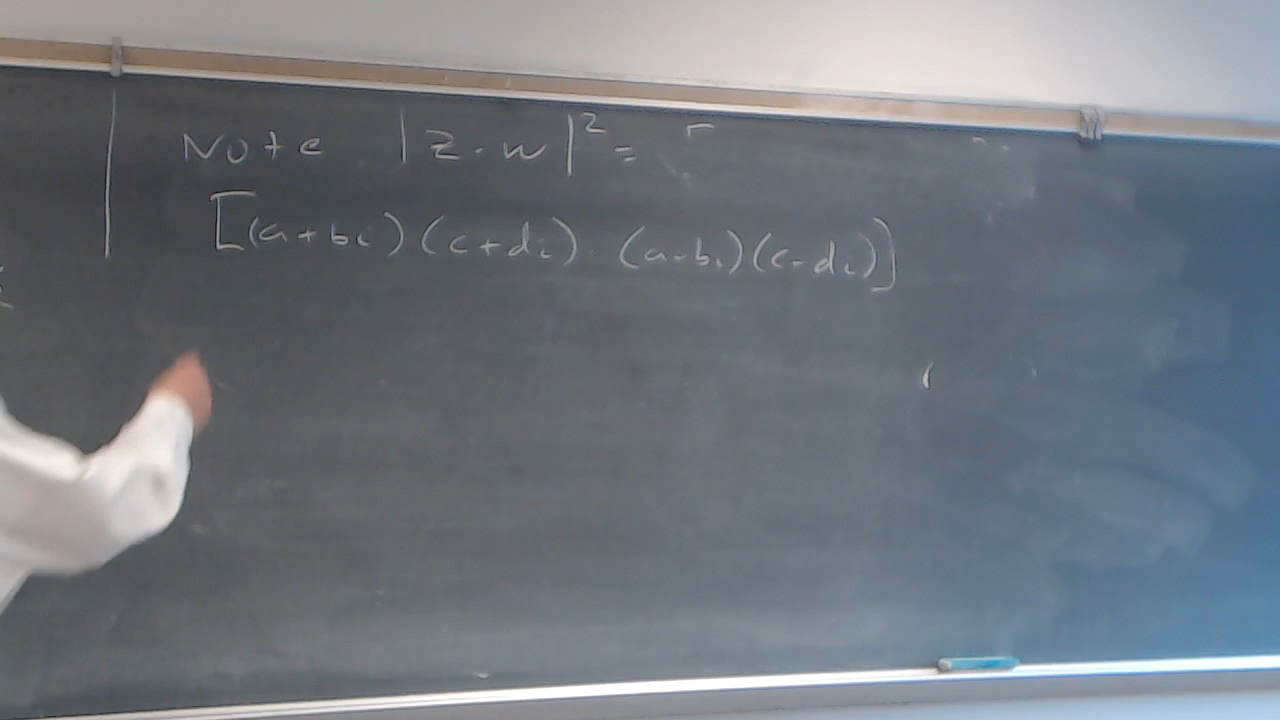 Note |z·w|² =
[(a+bi)(c+di)·(a-bi)(c-di)]